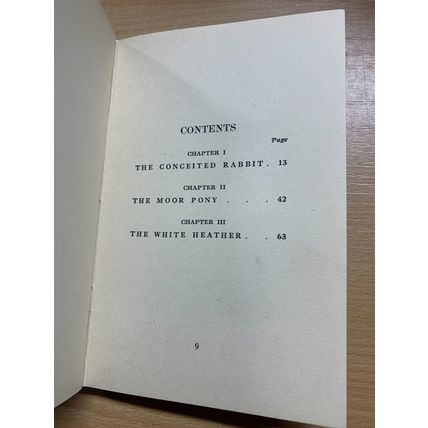 CONTENTS
Page
CHAPTER I
THE CONCEITED RABBIT. 13
CHAPTER II
THE MOOR PONY . . . 42
CHAPTER III
THE WHITE HEATHER . . 63
9